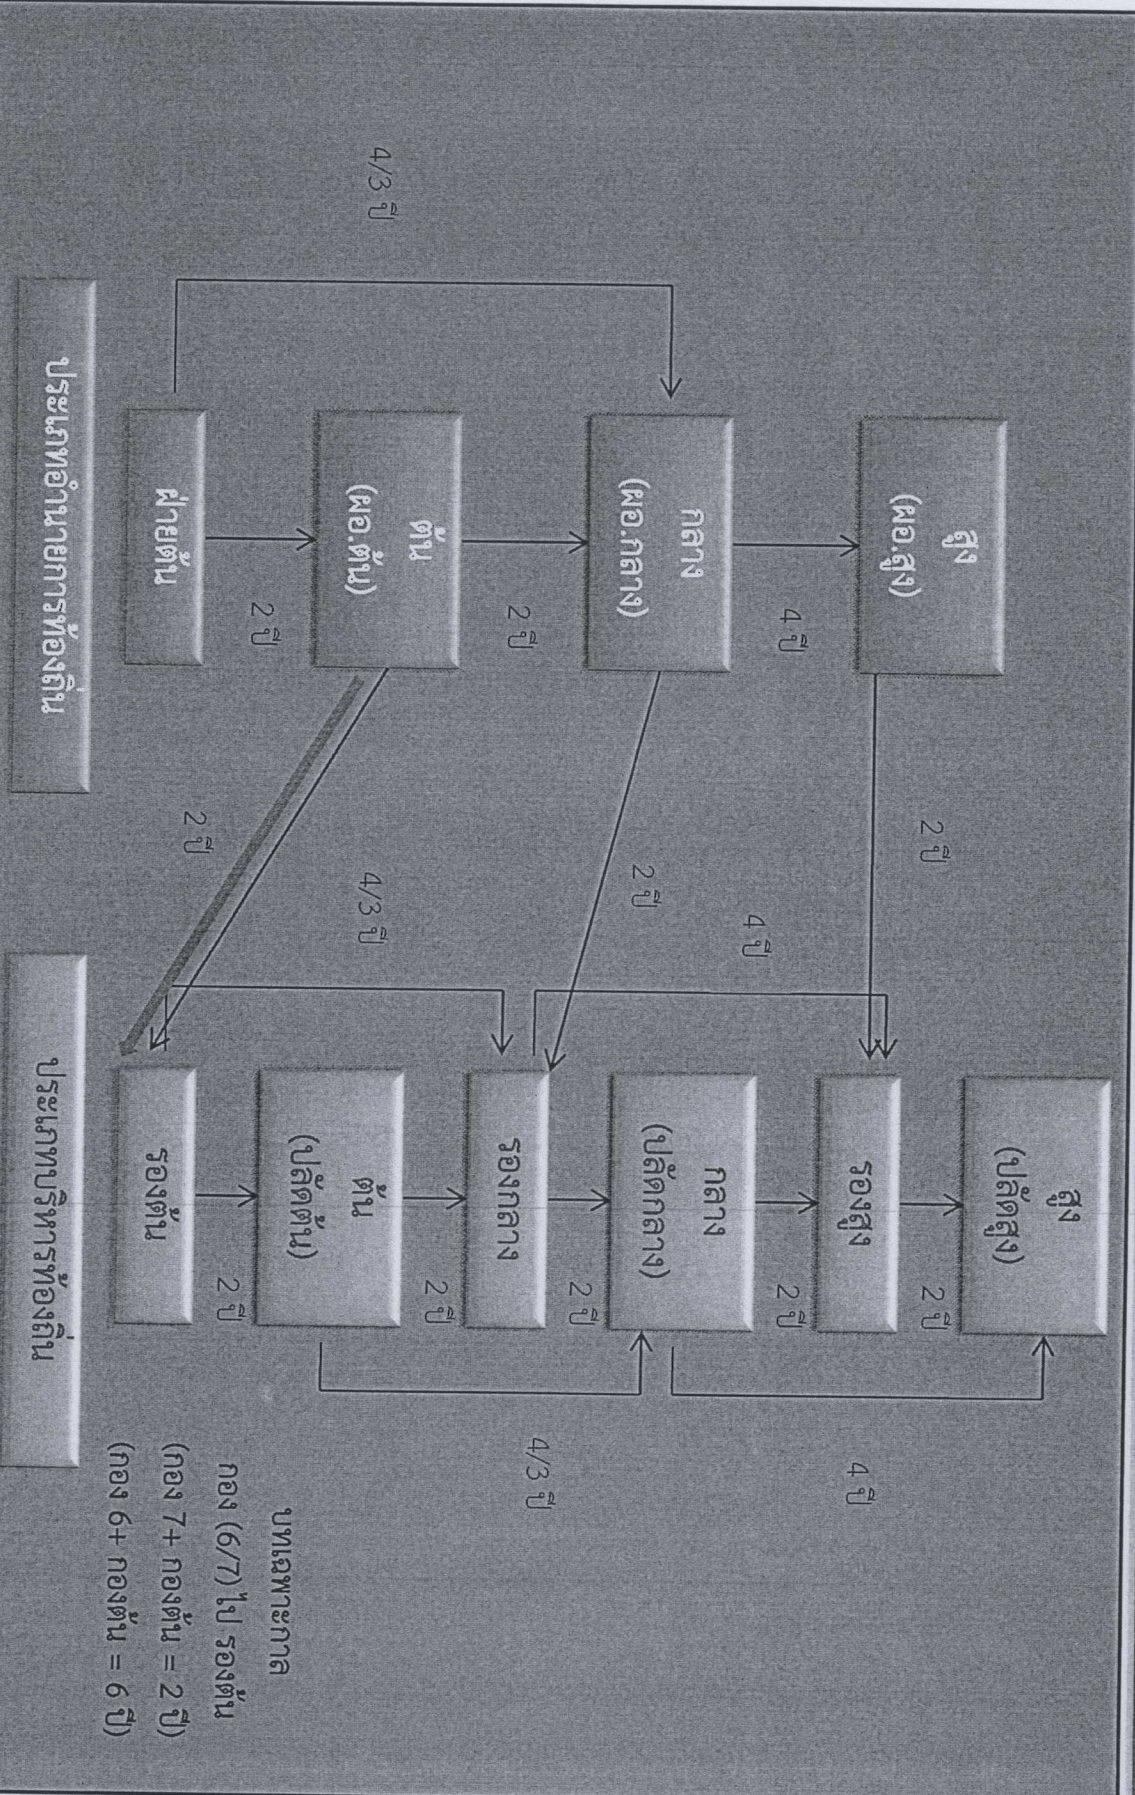 สูง
(ผอ.สูง)
4 ปี
กลาง
(ผอ.กลาง)
2 ปี
ต้น
(ผอ.ต้น)
2 ปี
ฝ่ายต้น
4/3 ปี
ประเภทอำนวยการท้องถิ่น
2 ปี
2 ปี
2 ปี
4 ปี
4/3 ปี
สูง
(ปลัดสูง)
2 ปี
รองสูง
2 ปี
กลาง
(ปลัดกลาง)
2 ปี
รองกลาง
2 ปี
ต้น
(ปลัดต้น)
2 ปี
รองต้น
4 ปี
4/3 ปี
ประเภทบริหารท้องถิ่น
บทเฉพาะกาล
กอง (6/7) ไป รองต้น
(กอง 7+ กองต้น = 2 ปี)
(กอง 6+ กองต้น = 6 ปี)